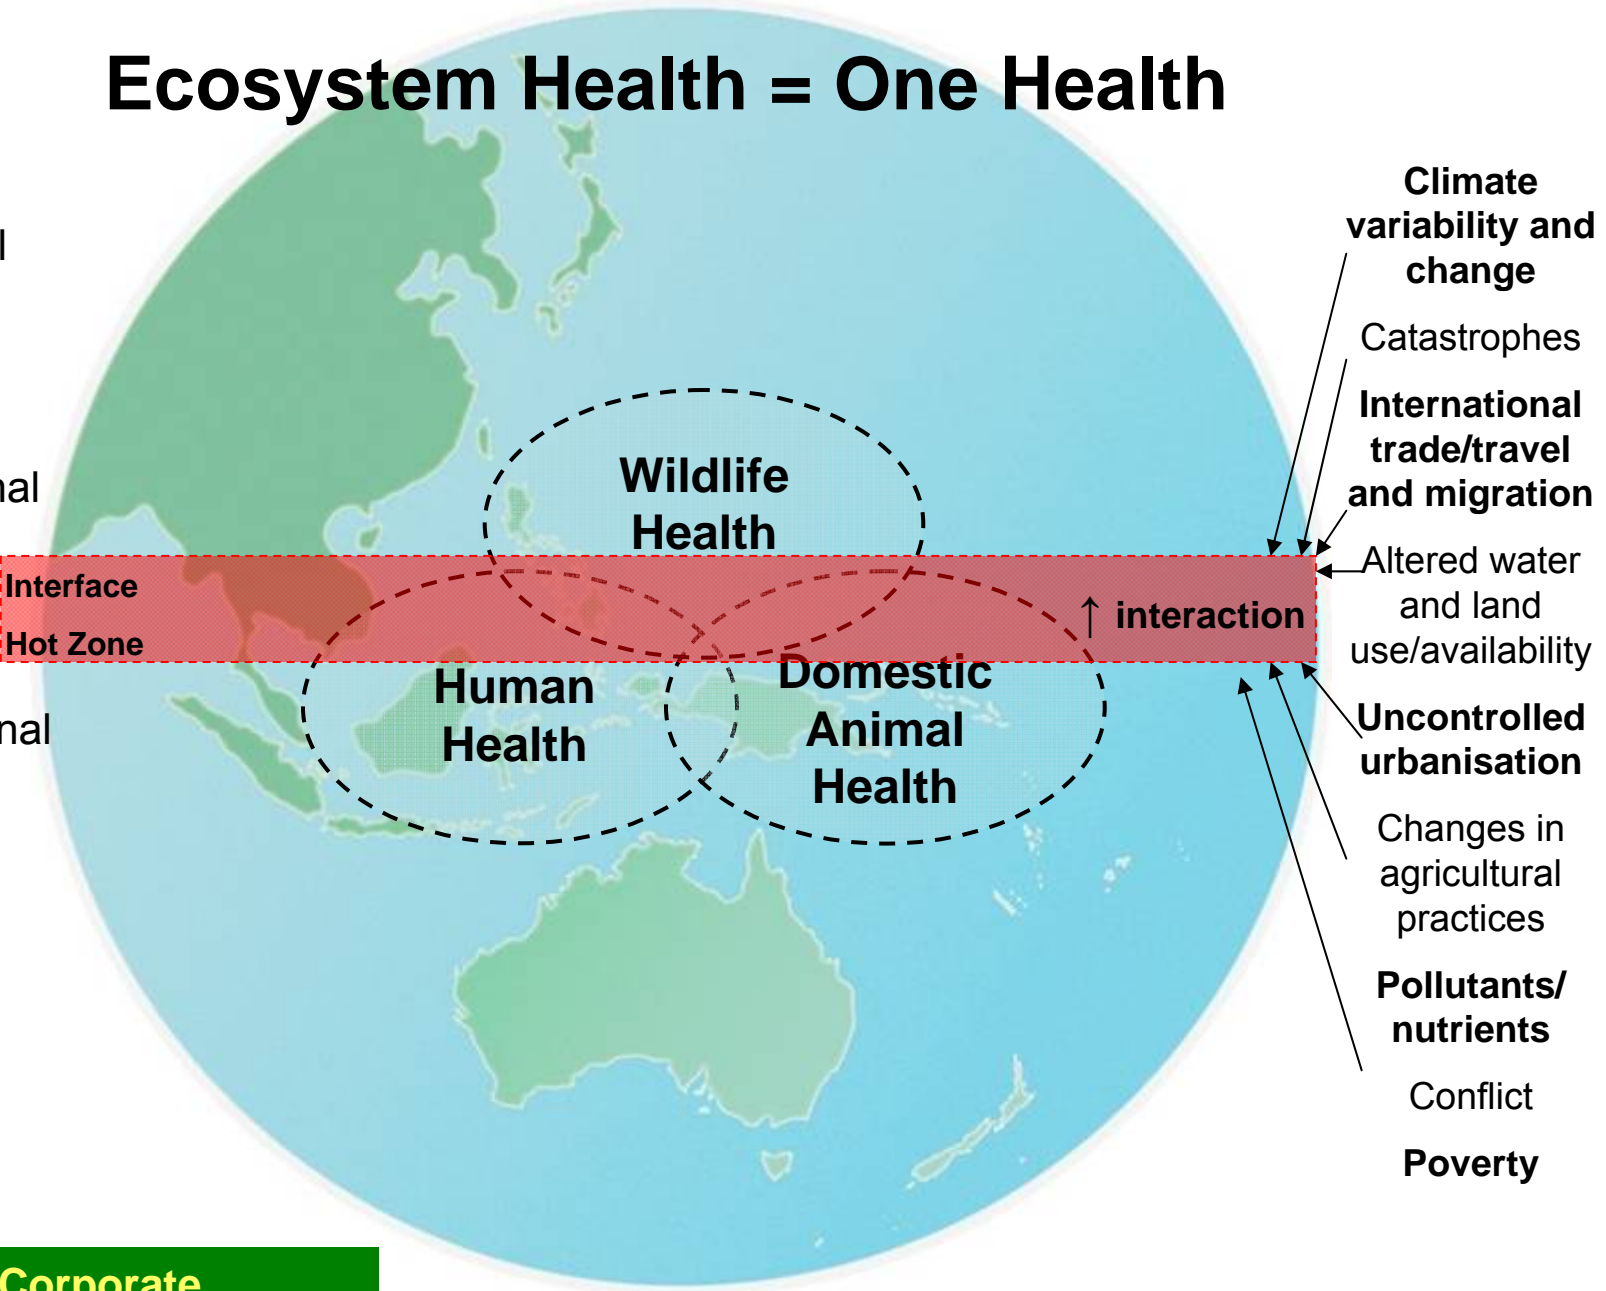 Ecosystem Health = One Health
Interface
Hot Zone
Wildlife
Health
Human
Health
Domestic
Animal
Health
↑ interaction
Climate
variability and
change
Catastrophes
International
trade/travel
and migration
Altered water
and land
use/availability
Uncontrolled
urbanisation
Changes in
agricultural
practices
Pollutants/
nutrients
Conflict
Poverty
Corporate